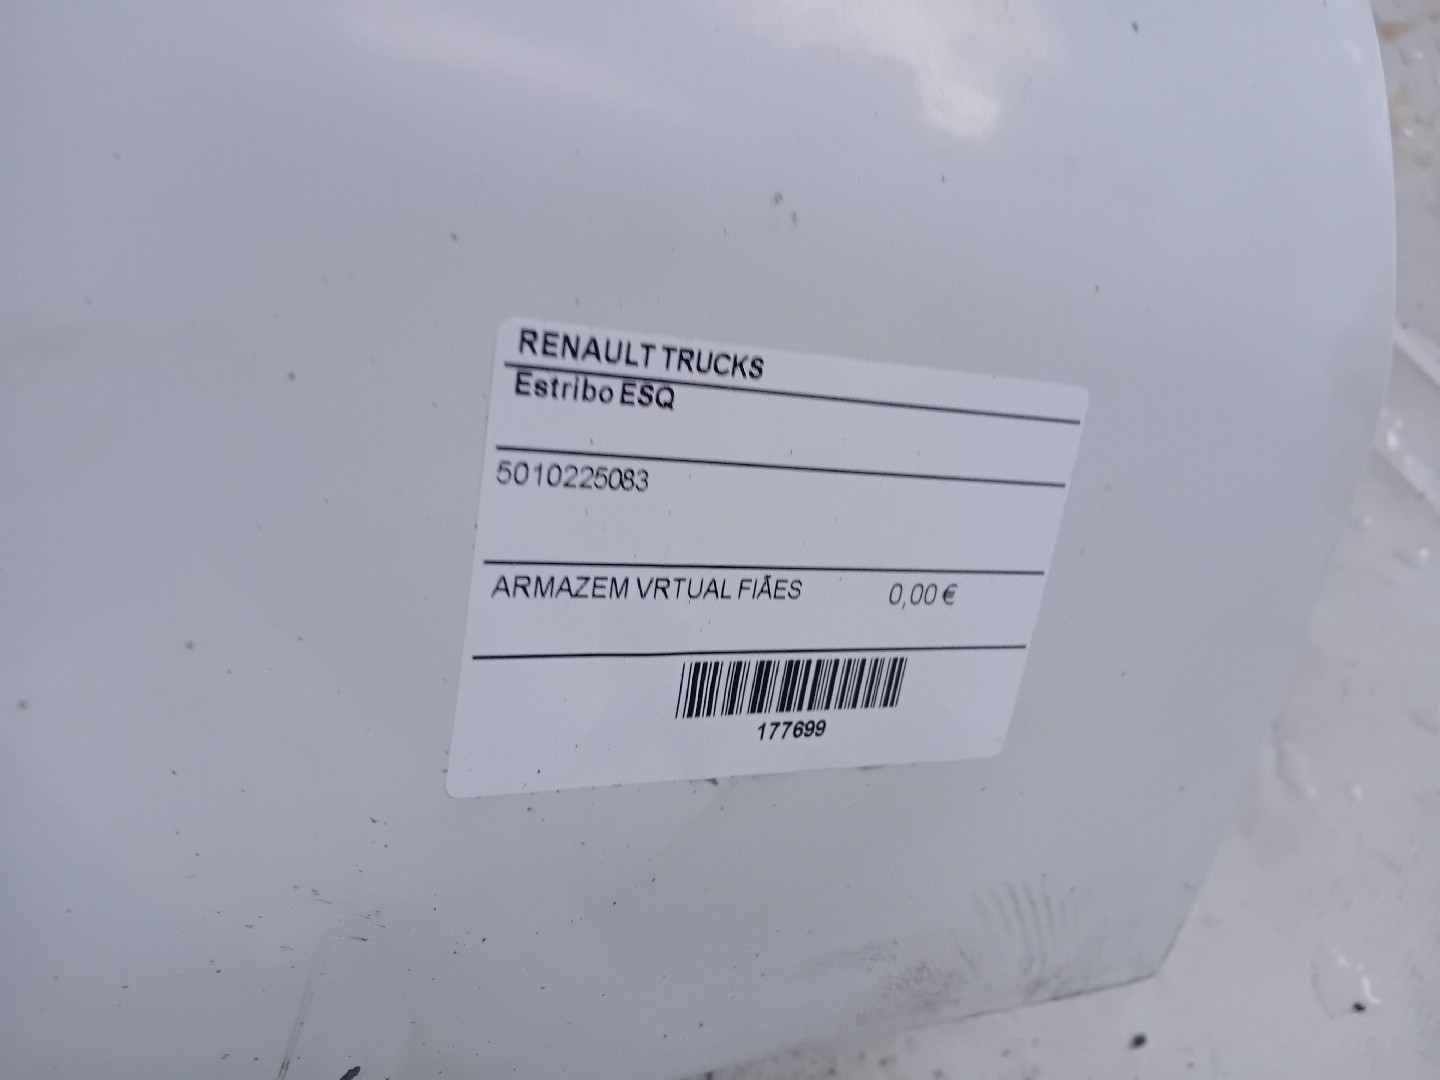 RENAULT TRUCKS
Estribo ESQ
5010225083
ARMAZEM VRTUAL FIÃES 0,00 €
177699